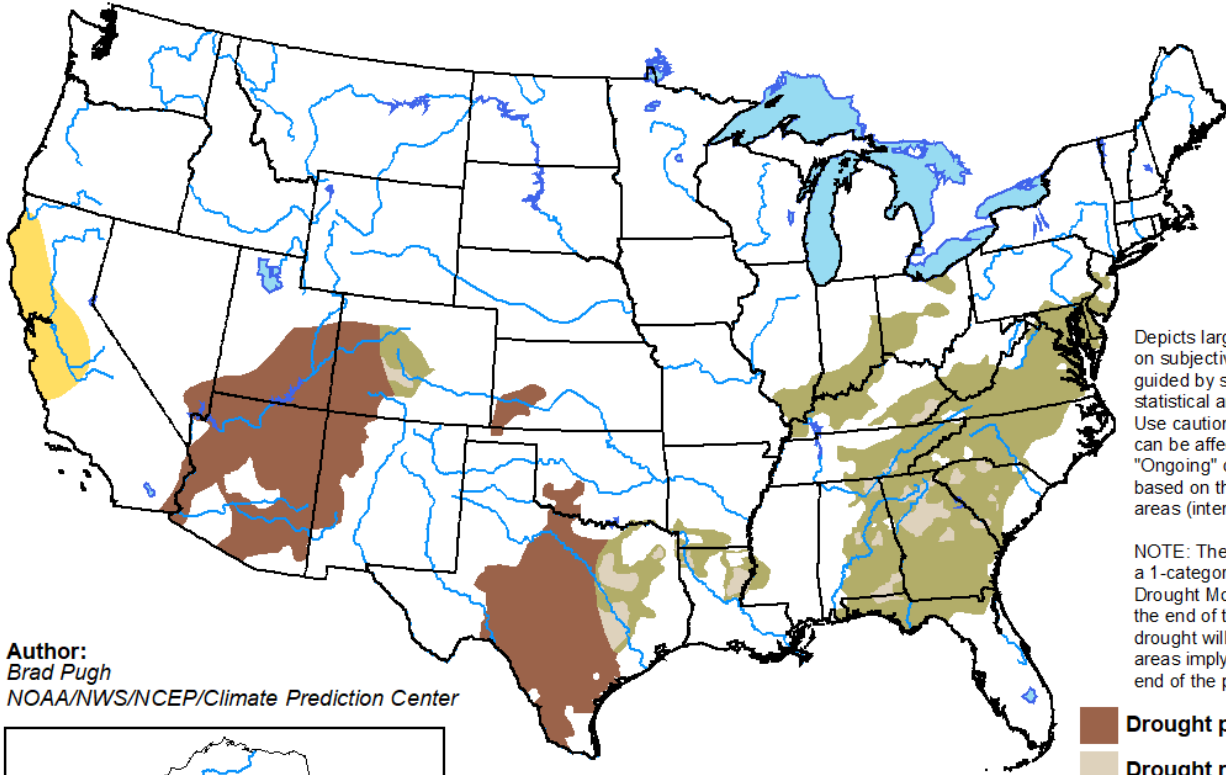 Depicts larg
on subjectiv
guided by s
statistical a
Use caution
can be affe
"Ongoing" d
based on th
areas (inter
NOTE: The
a 1-categor
Drought Mo
the end of t
drought will
areas imply
end of the p
Author:
Brad Pugh
NOAA/NWS/NCEP/Climate Prediction Center
Drought p
Drought r